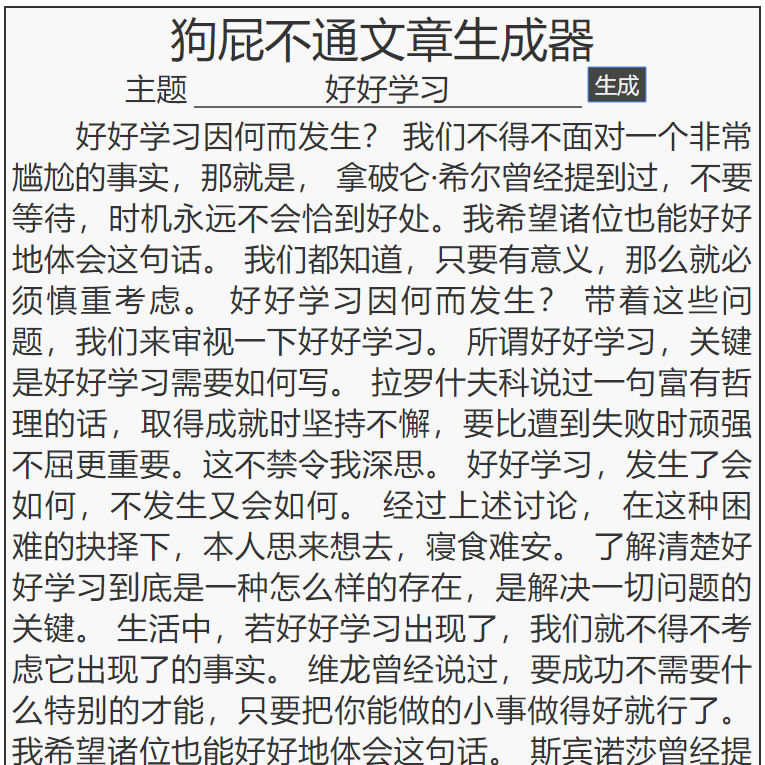 狗屁不通文章生成器
主题 好好学习 生成
好好学习因何而发生？ 我们不得不面对一个非常
尴尬的事实，那就是， 拿破仑·希尔曾经提到过，不要
等待，时机永远不会恰到好处。我希望诸位也能好好
地体会这句话。 我们都知道，只要有意义，那么就必
须慎重考虑。 好好学习因何而发生？ 带着这些问
题，我们来审视一下好好学习。 所谓好好学习，关键
是好好学习需要如何写。 拉罗什夫科说过一句富有哲
理的话，取得成就时坚持不懈，要比遭到失败时顽强
不屈更重要。这不禁令我深思。 好好学习，发生了会
如何，不发生又会如何。 经过上述讨论， 在这种困
难的抉择下，本人思来想去，寝食难安。 了解清楚好
好学习到底是一种怎么样的存在，是解决一切问题的
关键。 生活中，若好好学习出现了，我们就不得不考
虑它出现了的事实。 维龙曾经说过，要成功不需要什
么特别的才能，只要把你能做的小事做得好就行了。
我希望诸位也能好好地体会这句话。 斯宾诺莎曾经提